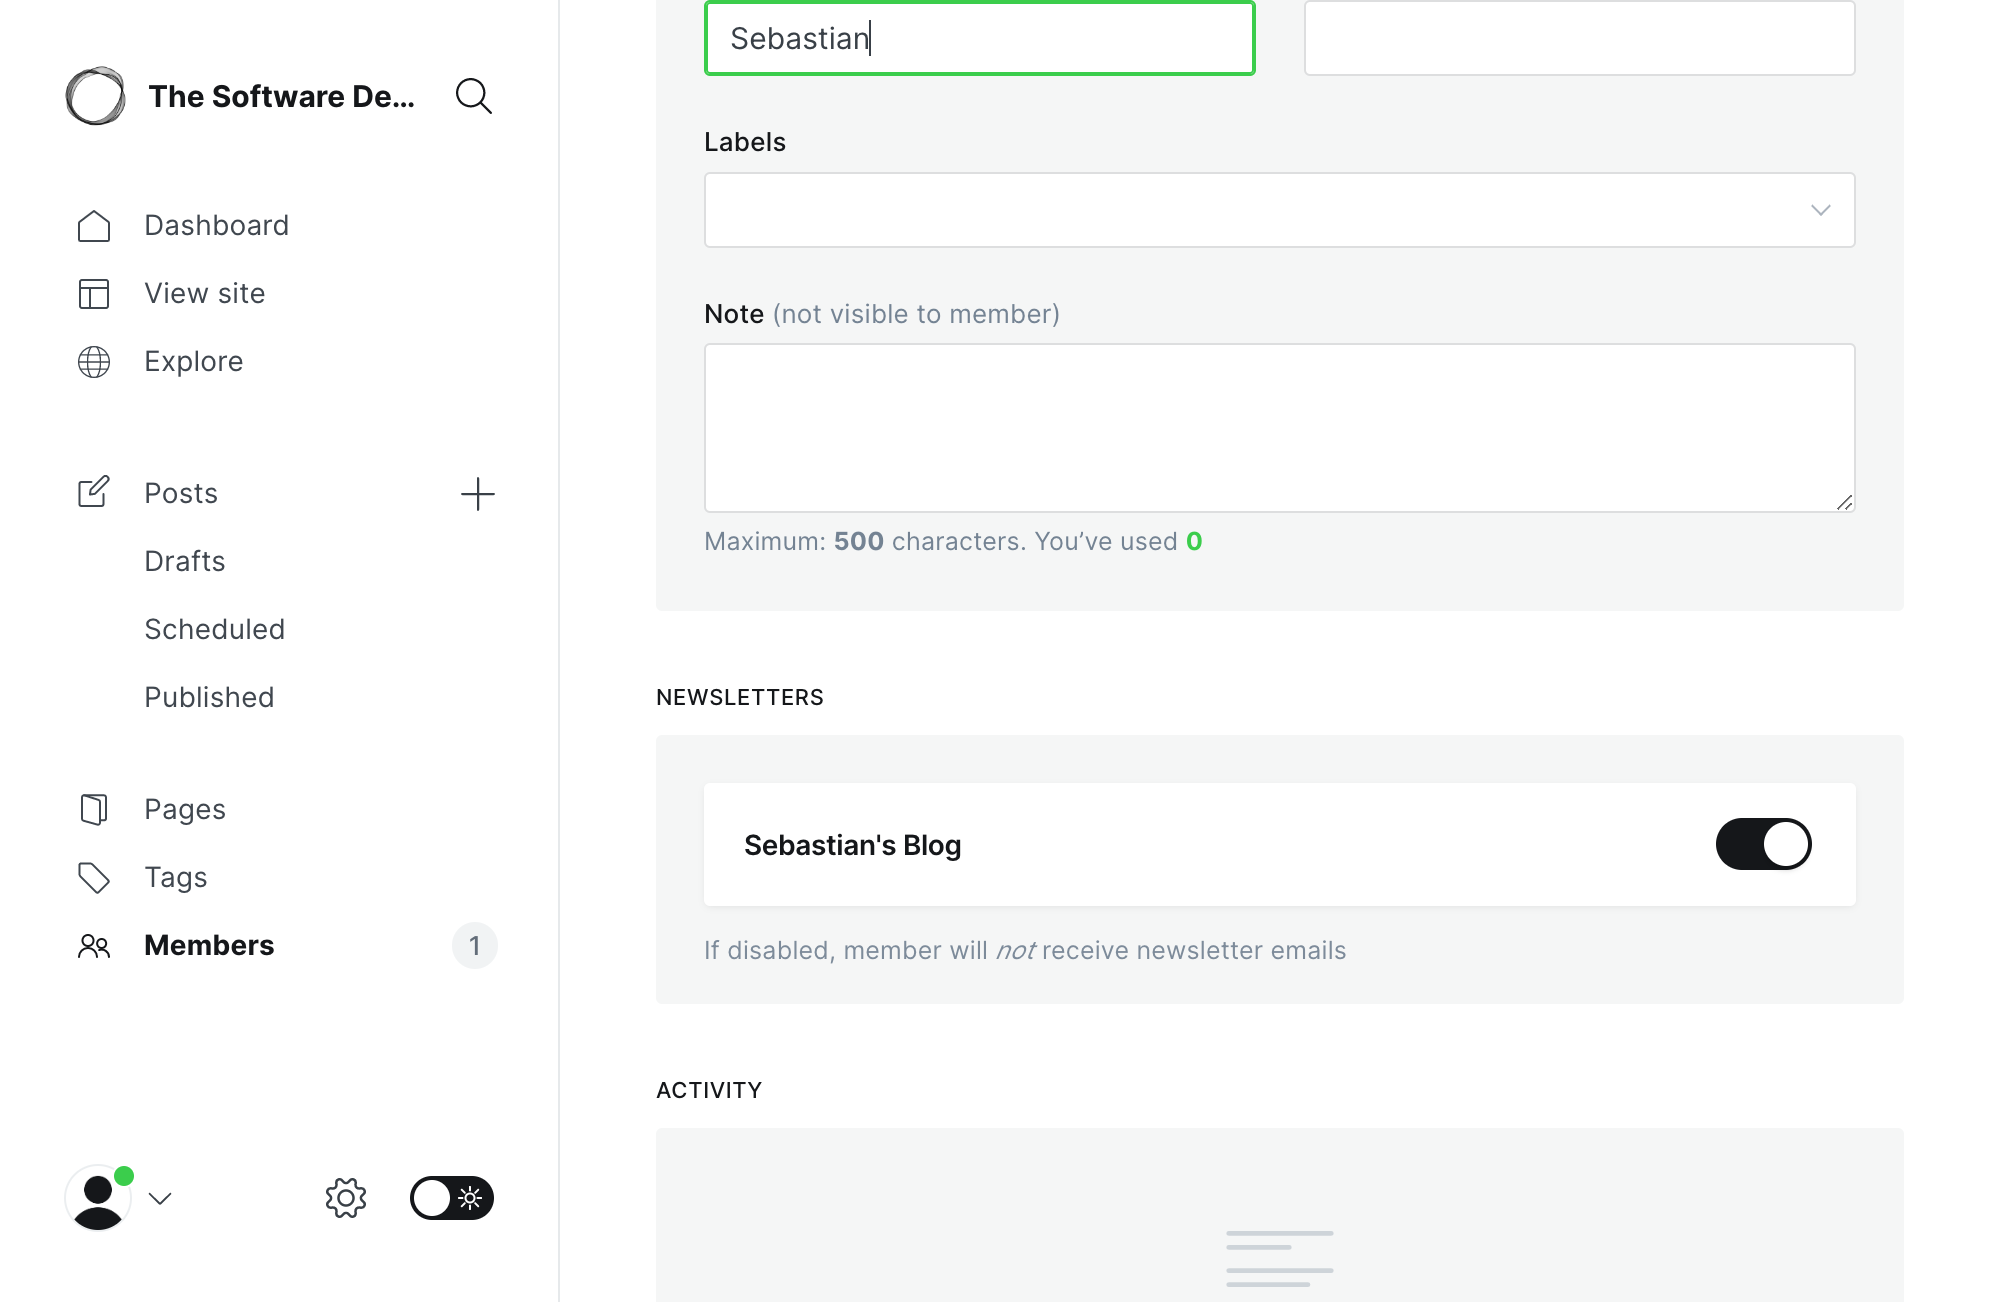 The Software De...
Dashboard
View site
Explore
Posts
Drafts
Scheduled
Published
Pages
Tags
Members 1
Sebastian
Labels
Note (not visible to member)
Maximum: 500 characters. You’ve used 0
NEWSLETTERS
Sebastian's Blog
If disabled, member will not receive newsletter emails
ACTIVITY